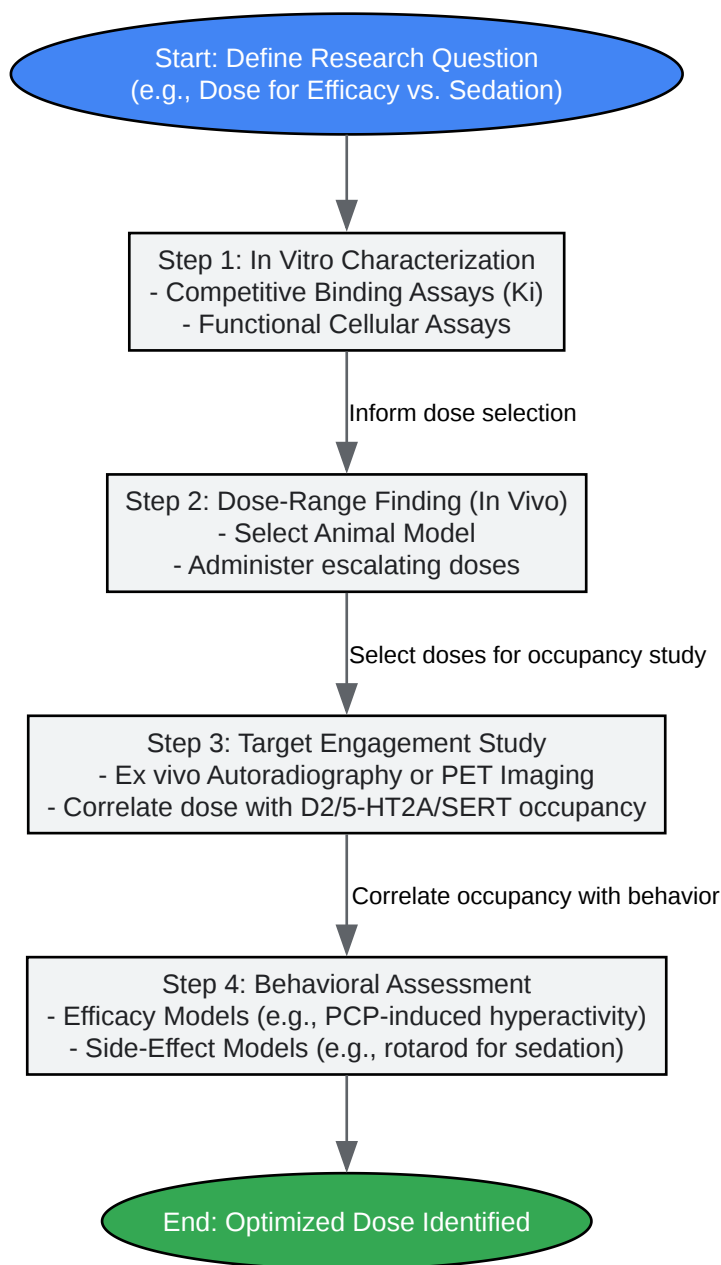 Start: Define Research Question
(e.g., Dose for Efficacy vs. Sedation)
Step 1: In Vitro Characterization
- Competitive Binding Assays (Ki)
- Functional Cellular Assays
Inform dose selection
Step 2: Dose-Range Finding (In Vivo)
- Select Animal Model
- Administer escalating doses
Select doses for occupancy study
Step 3: Target Engagement Study
- Ex vivo Autoradiography or PET Imaging
- Correlate dose with D2/5-HT2A/SERT occupancy
Correlate occupancy with behavior
Step 4: Behavioral Assessment
- Efficacy Models (e.g., PCP-induced hyperactivity)
- Side-Effect Models (e.g., rotarod for sedation)
End: Optimized Dose Identified